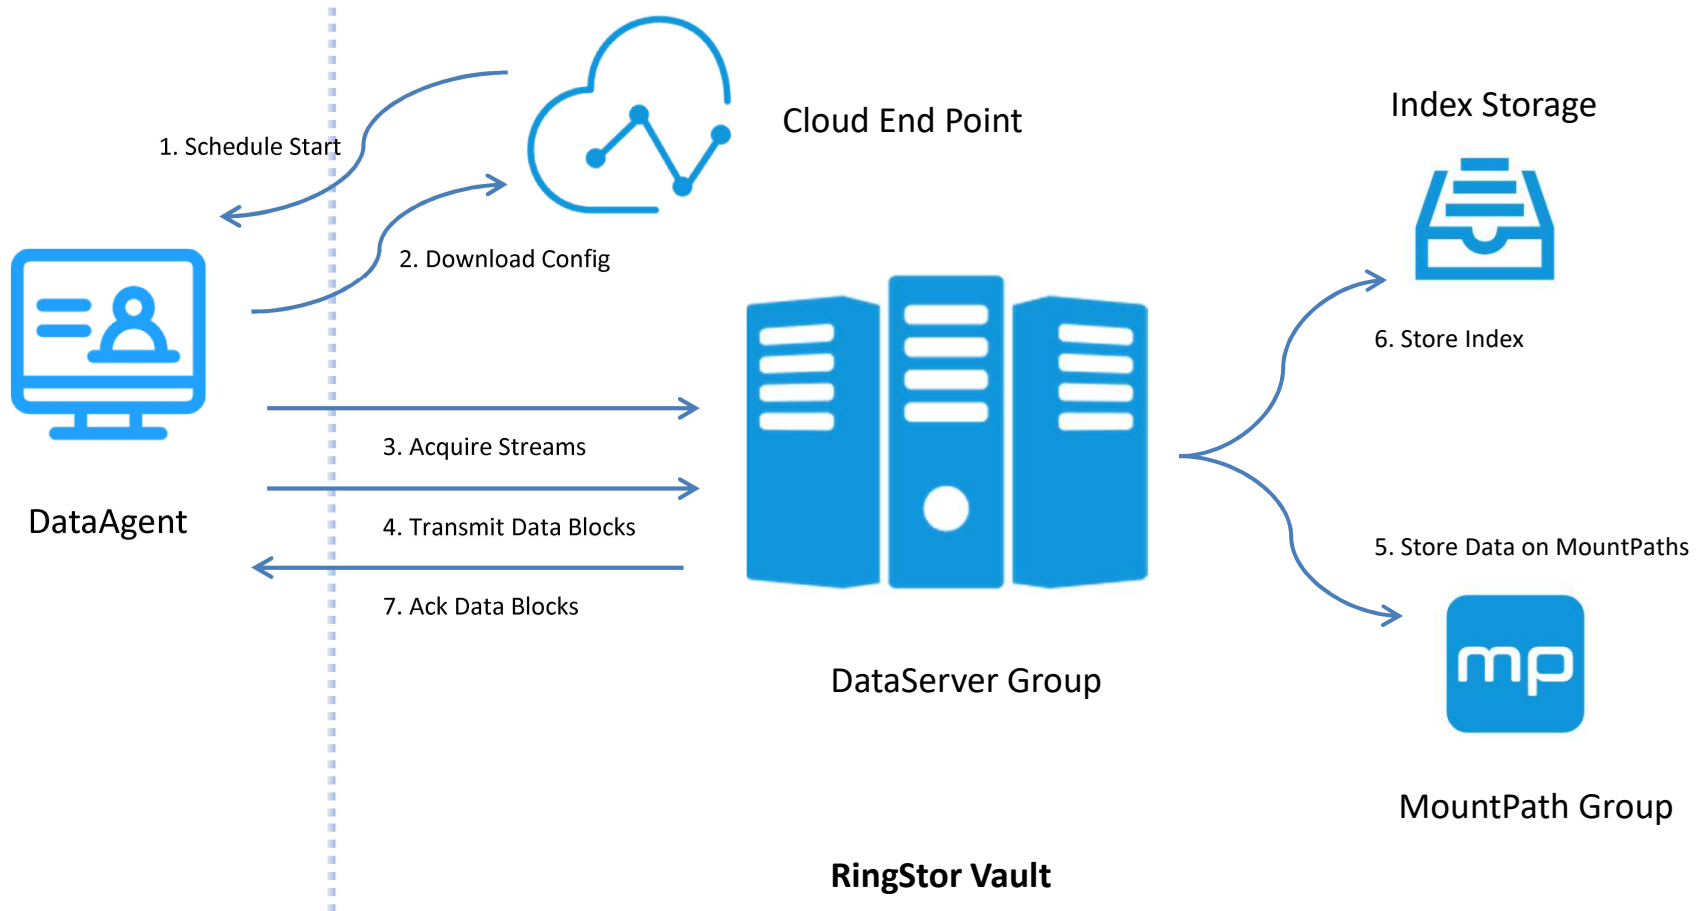 Cloud End Point
Index Storage
1. Schedule Start
2. Download Config
6. Store Index
3. Acquire Streams
DataAgent
4. Transmit Data Blocks
5. Store Data on MountPaths
7. Ack Data Blocks
mp
DataServer Group
MountPath Group
RingStor Vault